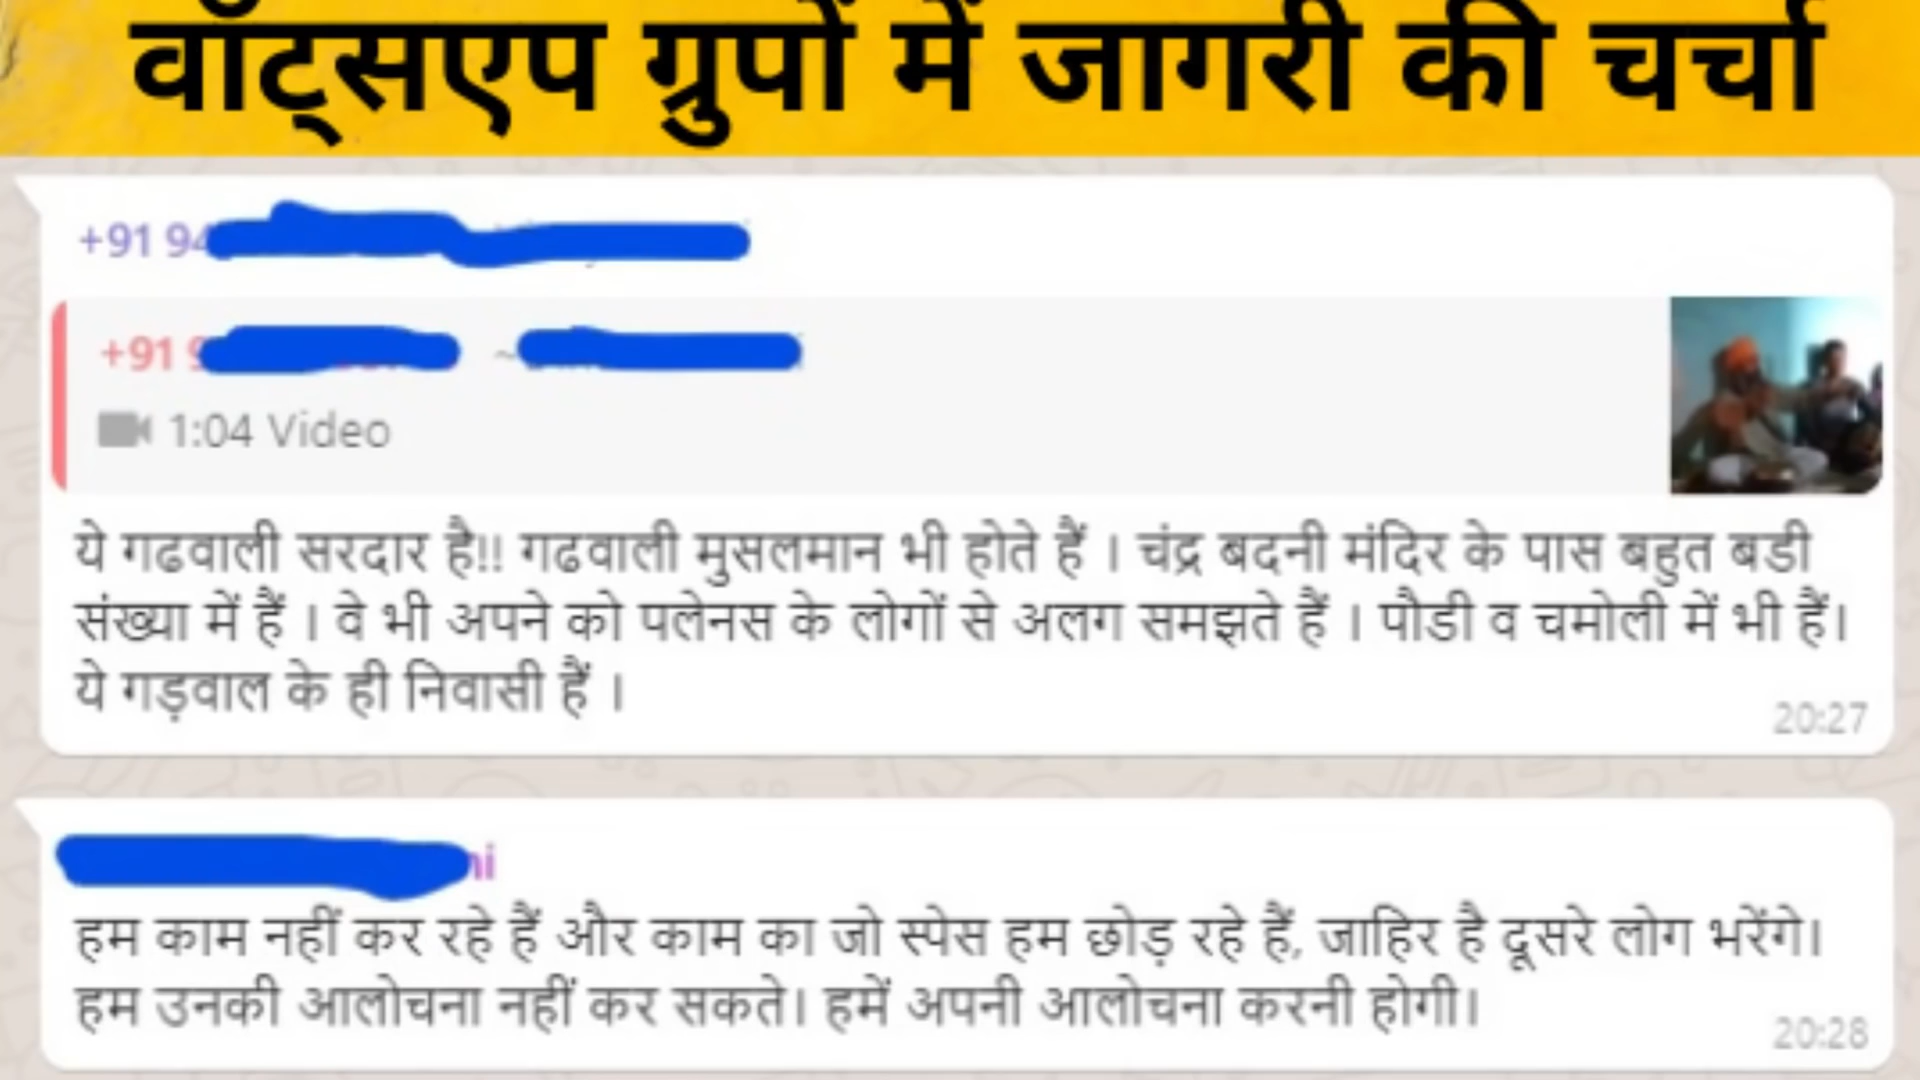 वॉट्सएप ग्रुपों में जागरी की चर्चा
+91 94
+91 9
~
1:04 Video
ये गढवाली सरदार है!! गढवाली मुसलमान भी होते हैं । चंद्र बदनी मंदिर के पास बहुत बडी
संख्या में हैं । वे भी अपने को पलेनस के लोगों से अलग समझते हैं । पौडी व चमोली में भी हैं।
ये गड़वाल के ही निवासी हैं ।
20:27
हम काम नहीं कर रहे हैं और काम का जो स्पेस हम छोड़ रहे हैं, जाहिर है दूसरे लोग भरेंगे।
हम उनकी आलोचना नहीं कर सकते। हमें अपनी आलोचना करनी होगी।
20:28